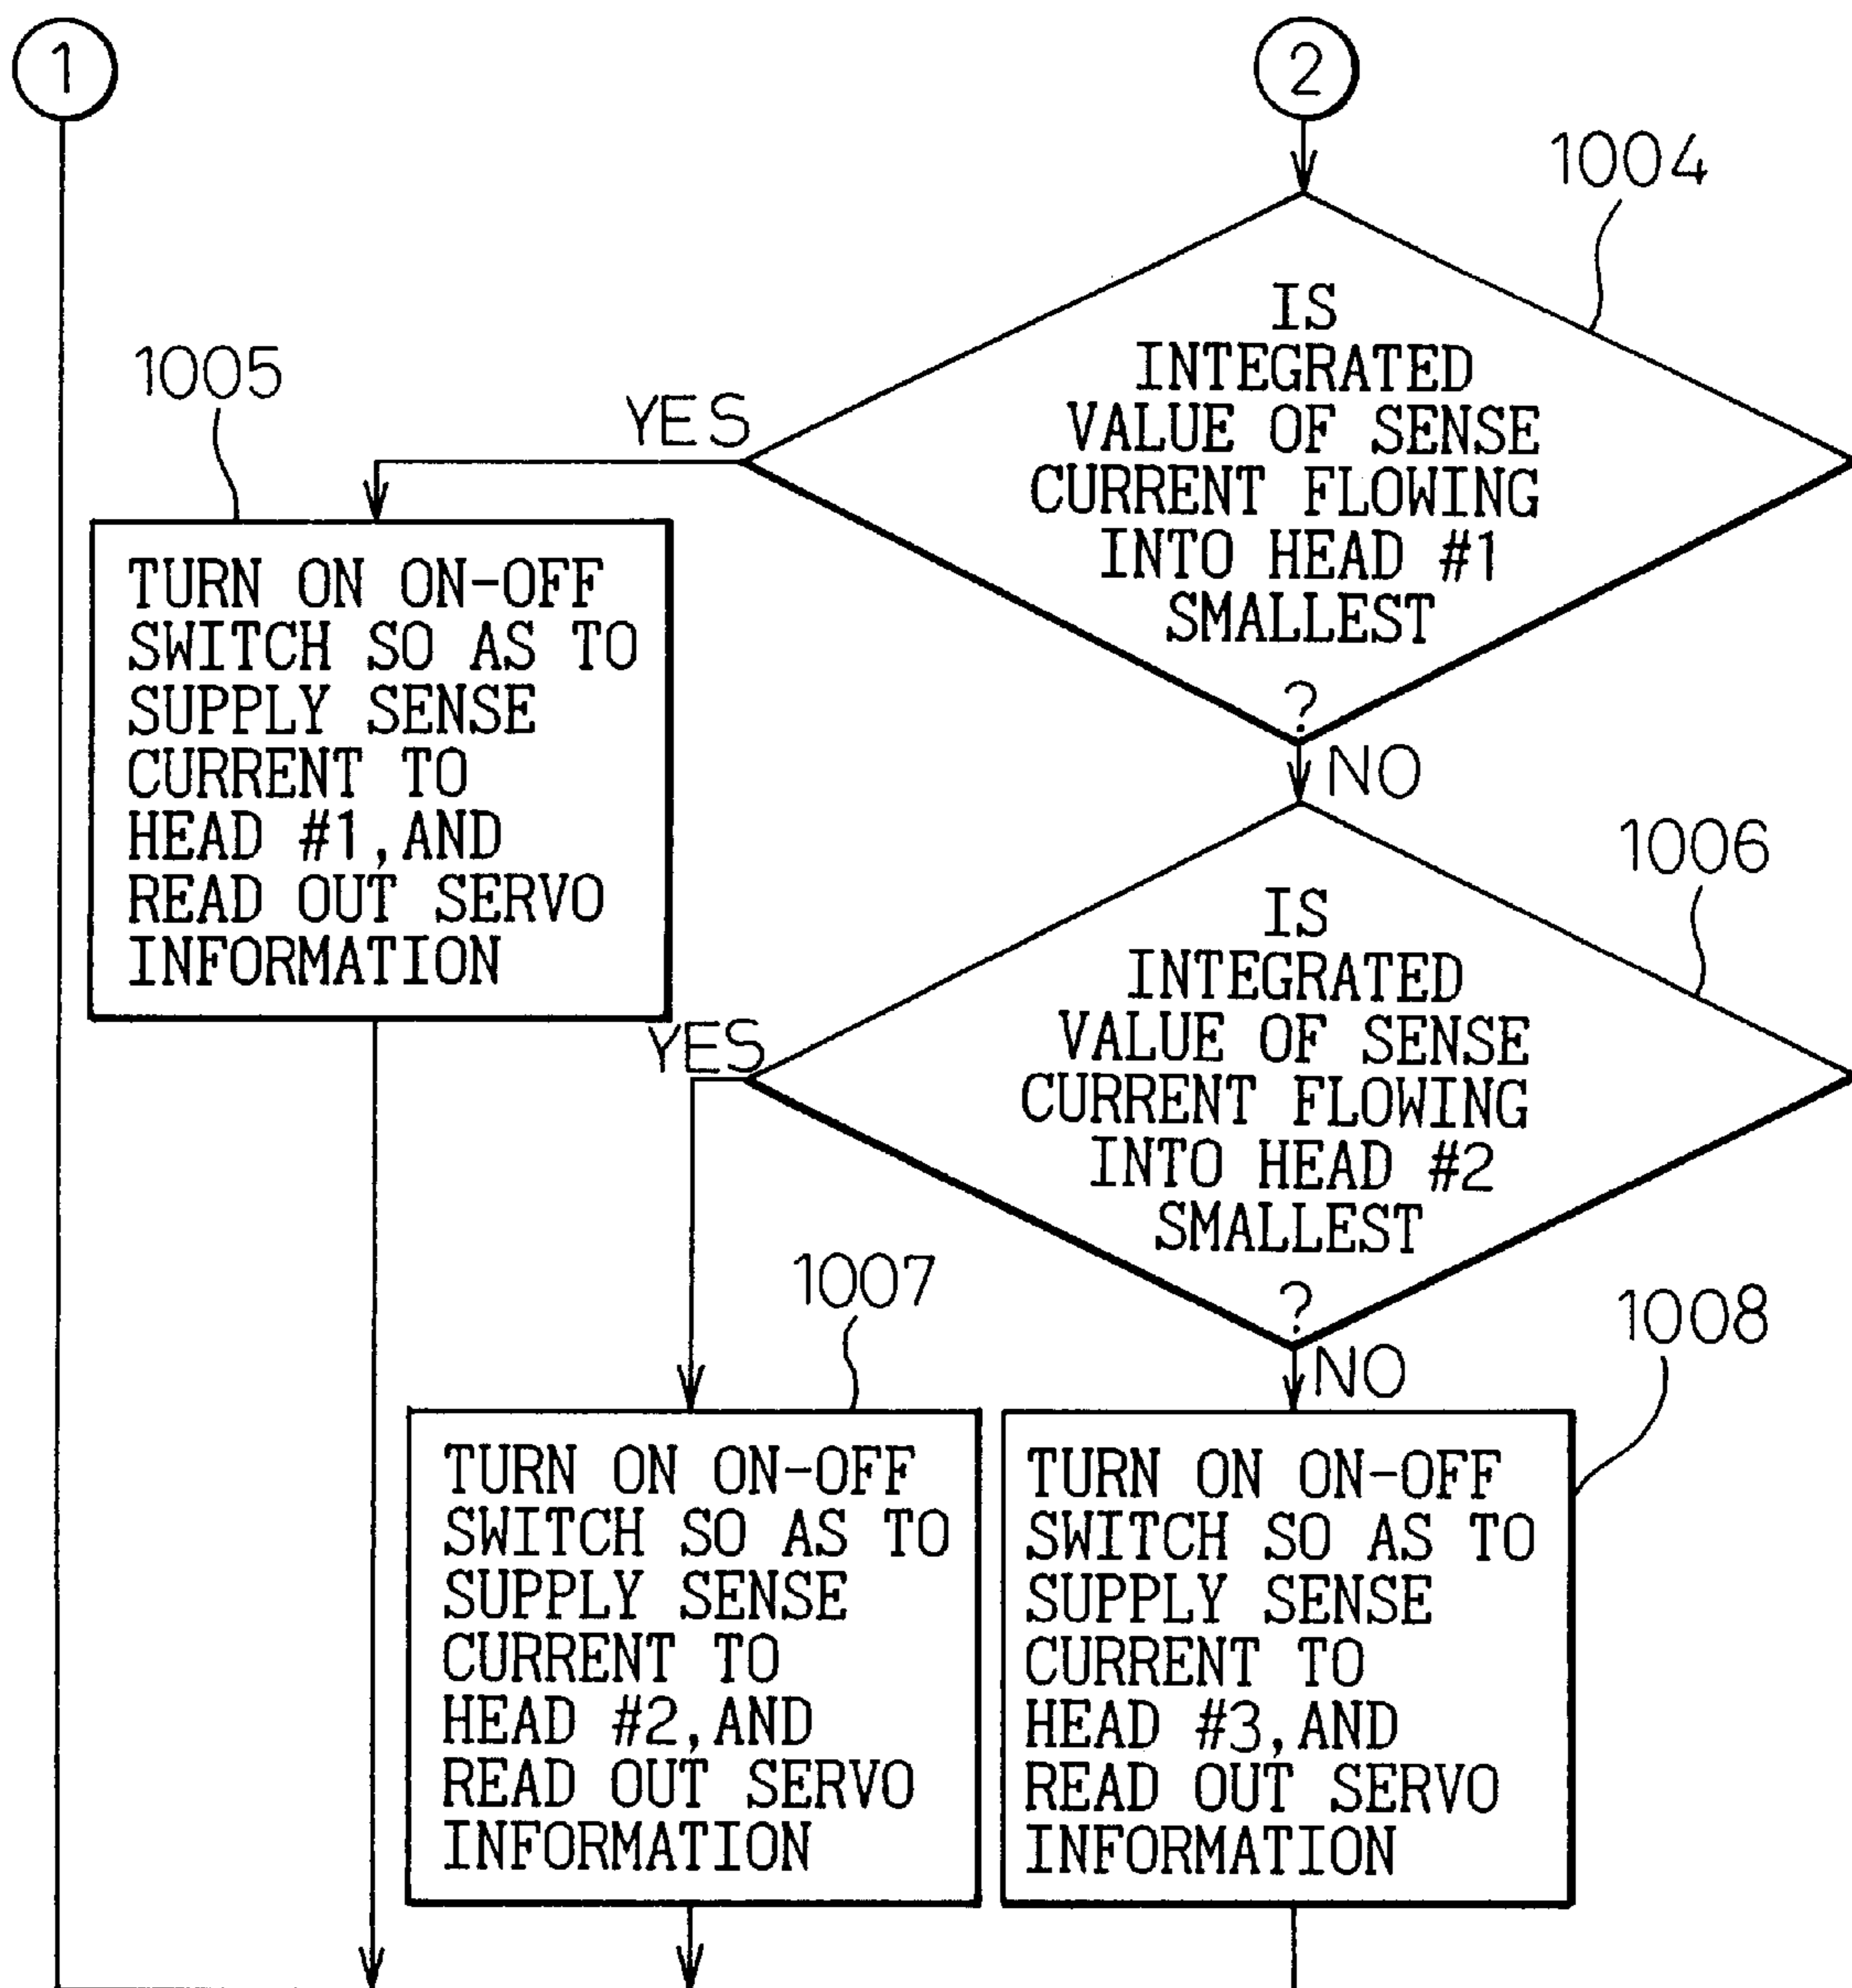 1
2
1004
IS
INTEGRATED
VALUE OF SENSE
CURRENT FLOWING
INTO HEAD #1
SMALLEST
?
YES
NO
1005
TURN ON ON-OFF
SWITCH SO AS TO
SUPPLY SENSE
CURRENT TO
HEAD #1, AND
READ OUT SERVO
INFORMATION
1006
IS
INTEGRATED
VALUE OF SENSE
CURRENT FLOWING
INTO HEAD #2
SMALLEST
?
YES
NO
1007
TURN ON ON-OFF
SWITCH SO AS TO
SUPPLY SENSE
CURRENT TO
HEAD #2, AND
READ OUT SERVO
INFORMATION
1008
TURN ON ON-OFF
SWITCH SO AS TO
SUPPLY SENSE
CURRENT TO
HEAD #3, AND
READ OUT SERVO
INFORMATION